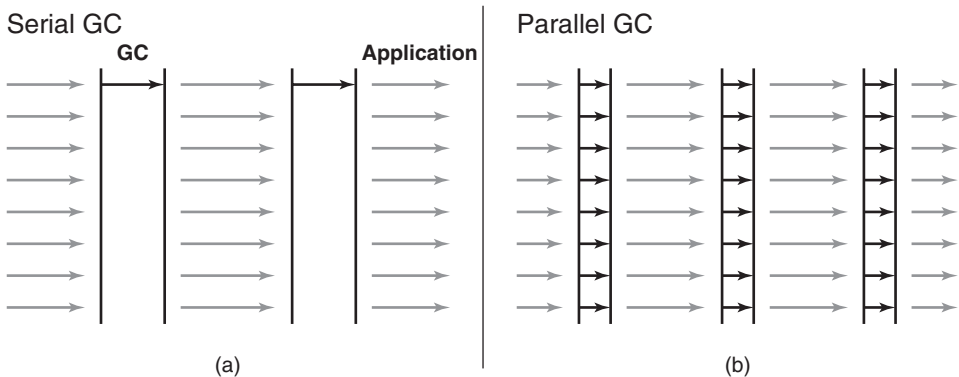 Serial GC
GC
Application
(a)
Parallel GC
(b)